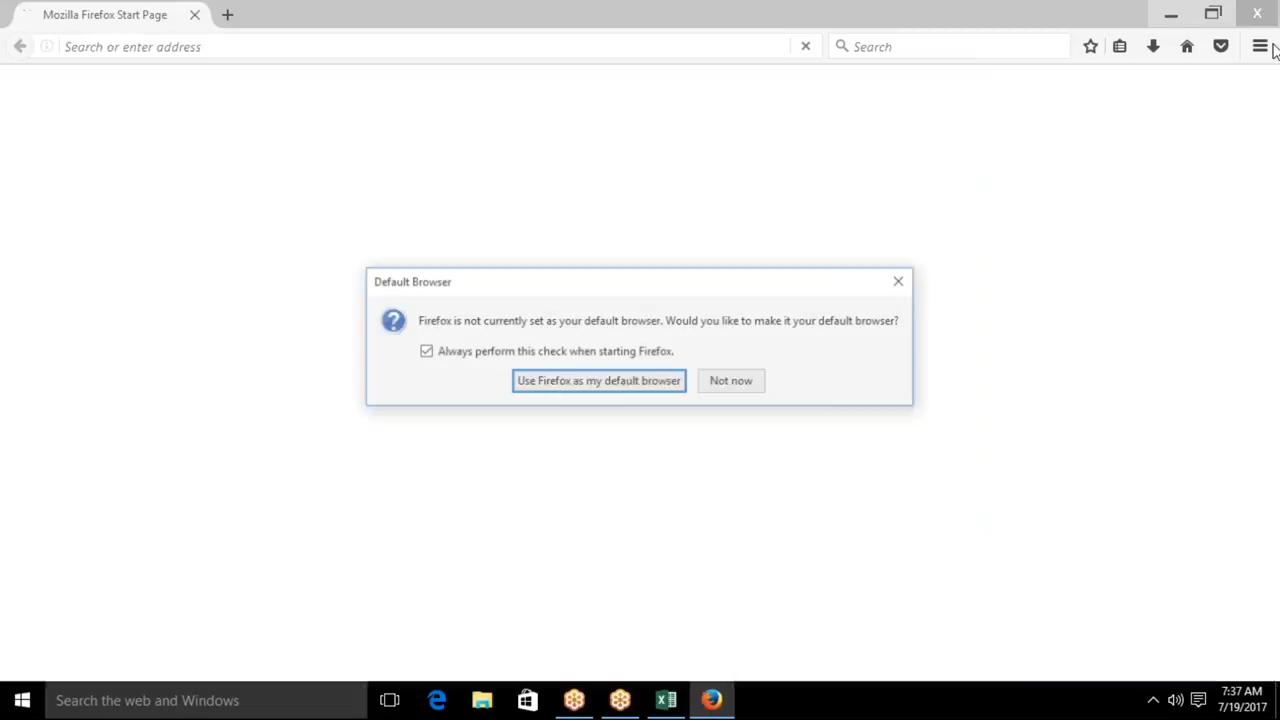 Mozilla Firefox Start Page
Search or enter address
Search
Default Browser
Firefox is not currently set as your default browser. Would you like to make it your default browser?
Always perform this check when starting Firefox.
Use Firefox as my default browser
Not now
Search the web and Windows
7:37 AM
7/19/2017